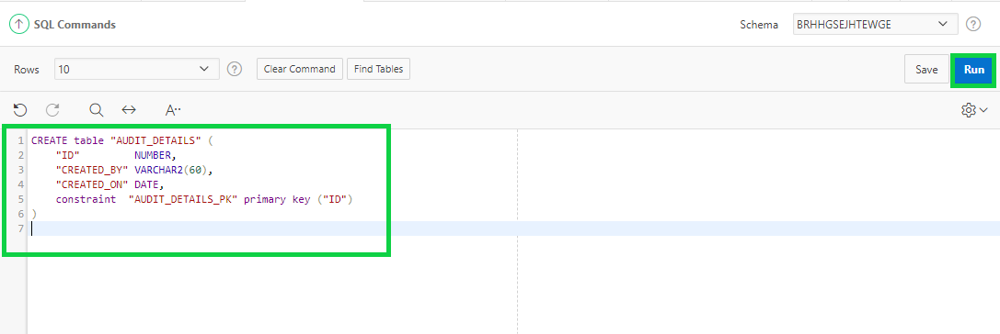 SQL Commands
Schema BRHHGSEJHTEWGE ?
Rows 10 ? Clear Command Find Tables Save Run
A··
1 CREATE table "AUDIT_DETAILS" (
2     "ID"         NUMBER,
3     "CREATED_BY" VARCHAR2(60),
4     "CREATED_ON" DATE,
5     constraint  "AUDIT_DETAILS_PK" primary key ("ID")
6 )
7